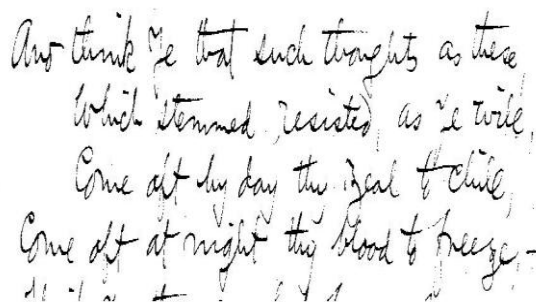 And think Ye that such thoughts as these,
Which stemmed, resisted, as Ye will,
Come oft by day thy zeal to chill,
Come oft at night thy blood to freeze,-